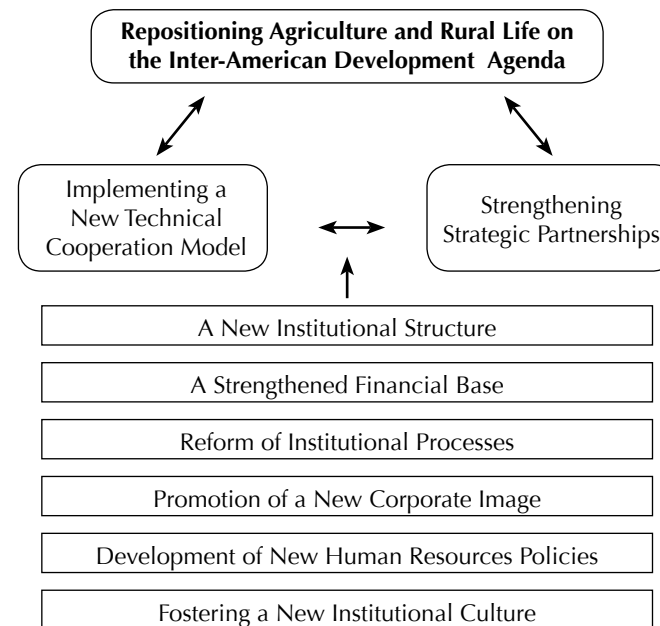 Repositioning Agriculture and Rural Life on
the Inter-American Development Agenda
Implementing a
New Technical
Cooperation Model
Strengthening
Strategic Partnerships
A New Institutional Structure
A Strengthened Financial Base
Reform of Institutional Processes
Promotion of a New Corporate Image
Development of New Human Resources Policies
Fostering a New Institutional Culture